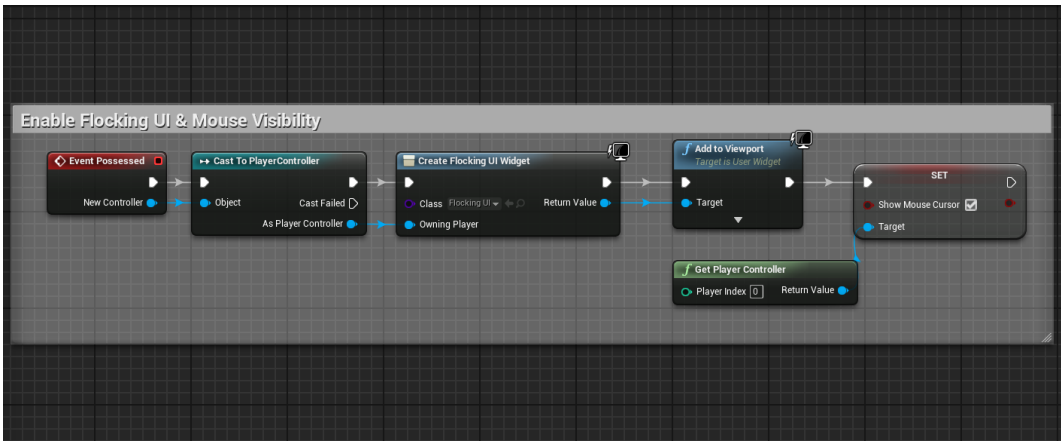 Enable Flocking UI & Mouse Visibility
Event Possessed
New Controller
Cast To PlayerController
Object
Cast Failed
As Player Controller
Create Flocking UI Widget
Class Flocking UI Return Value
Owning Player
f Add to Viewport
Target is User Widget
Target
SET
Show Mouse Cursor
Target
f Get Player Controller
Player Index 0 Return Value